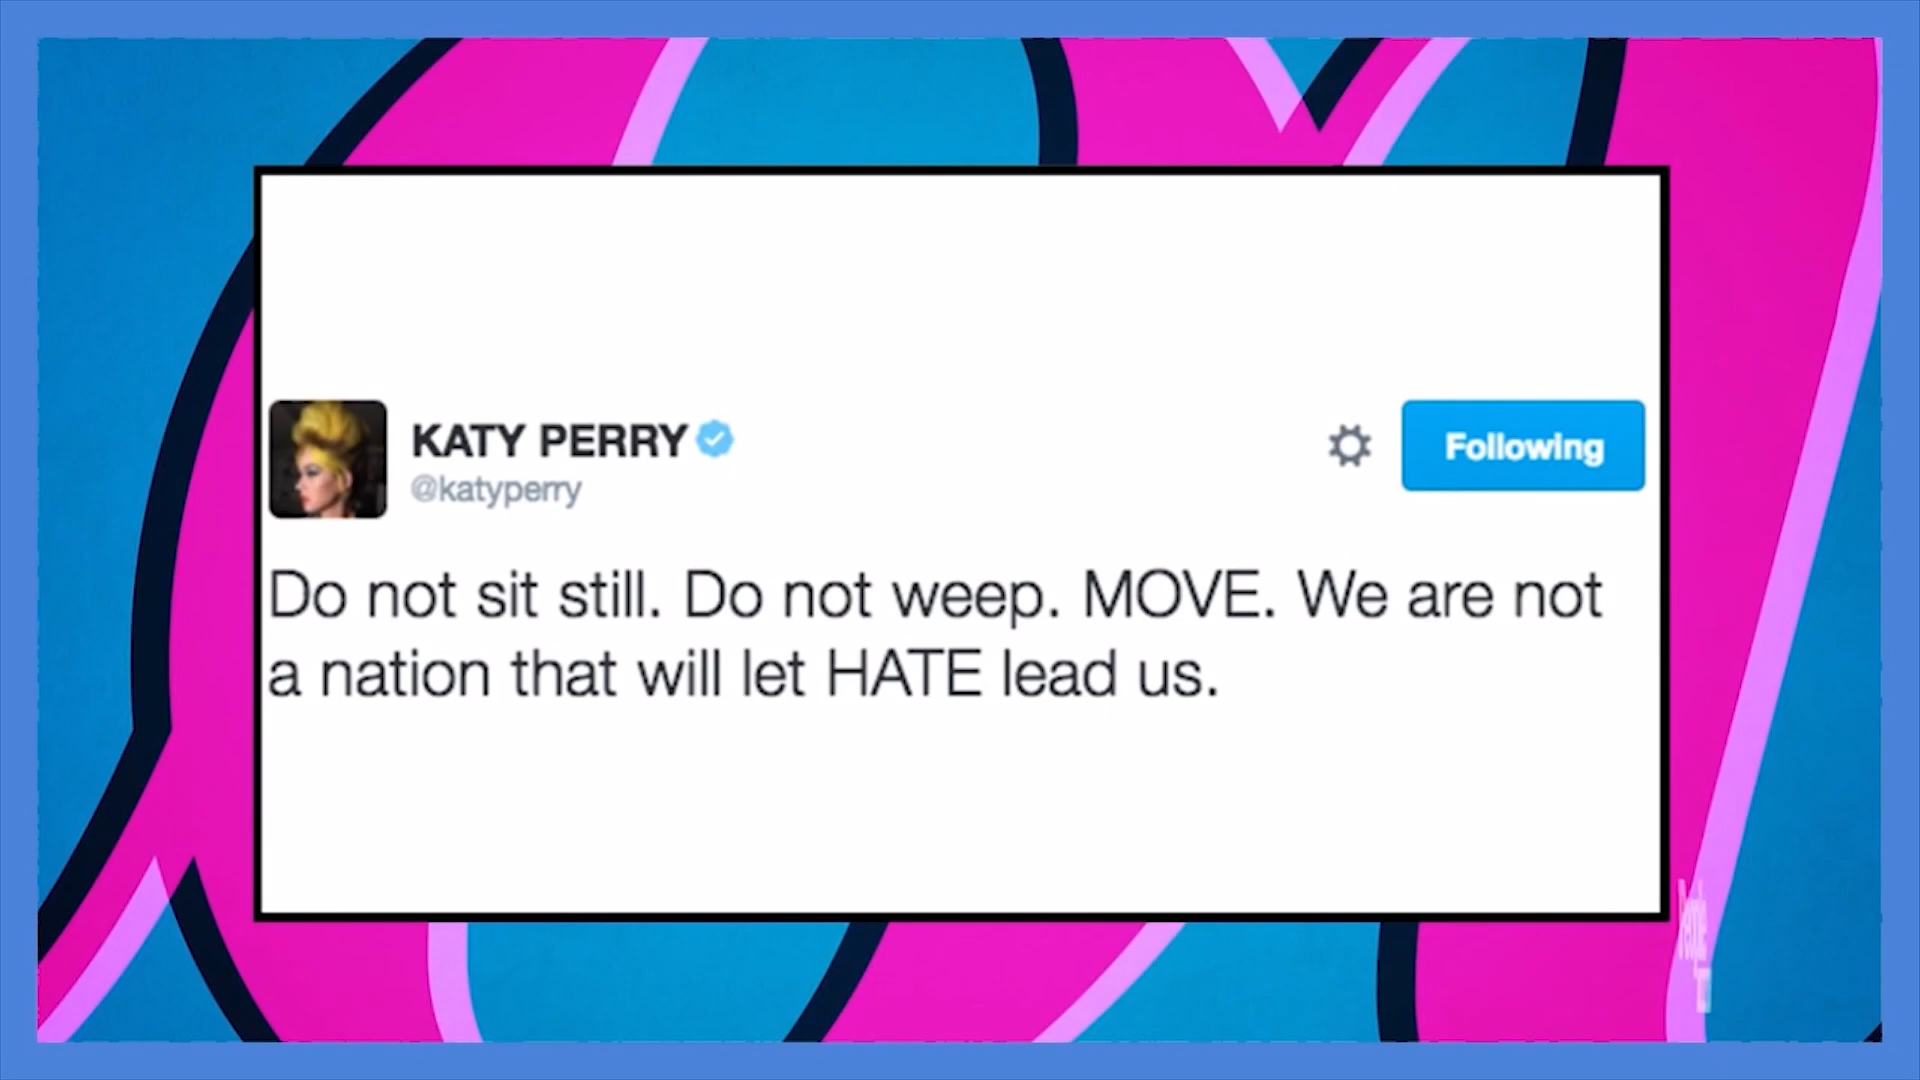 KATY PERRY
@katyperry
Following
Do not sit still. Do not weep. MOVE. We are not
a nation that will let HATE lead us.
People